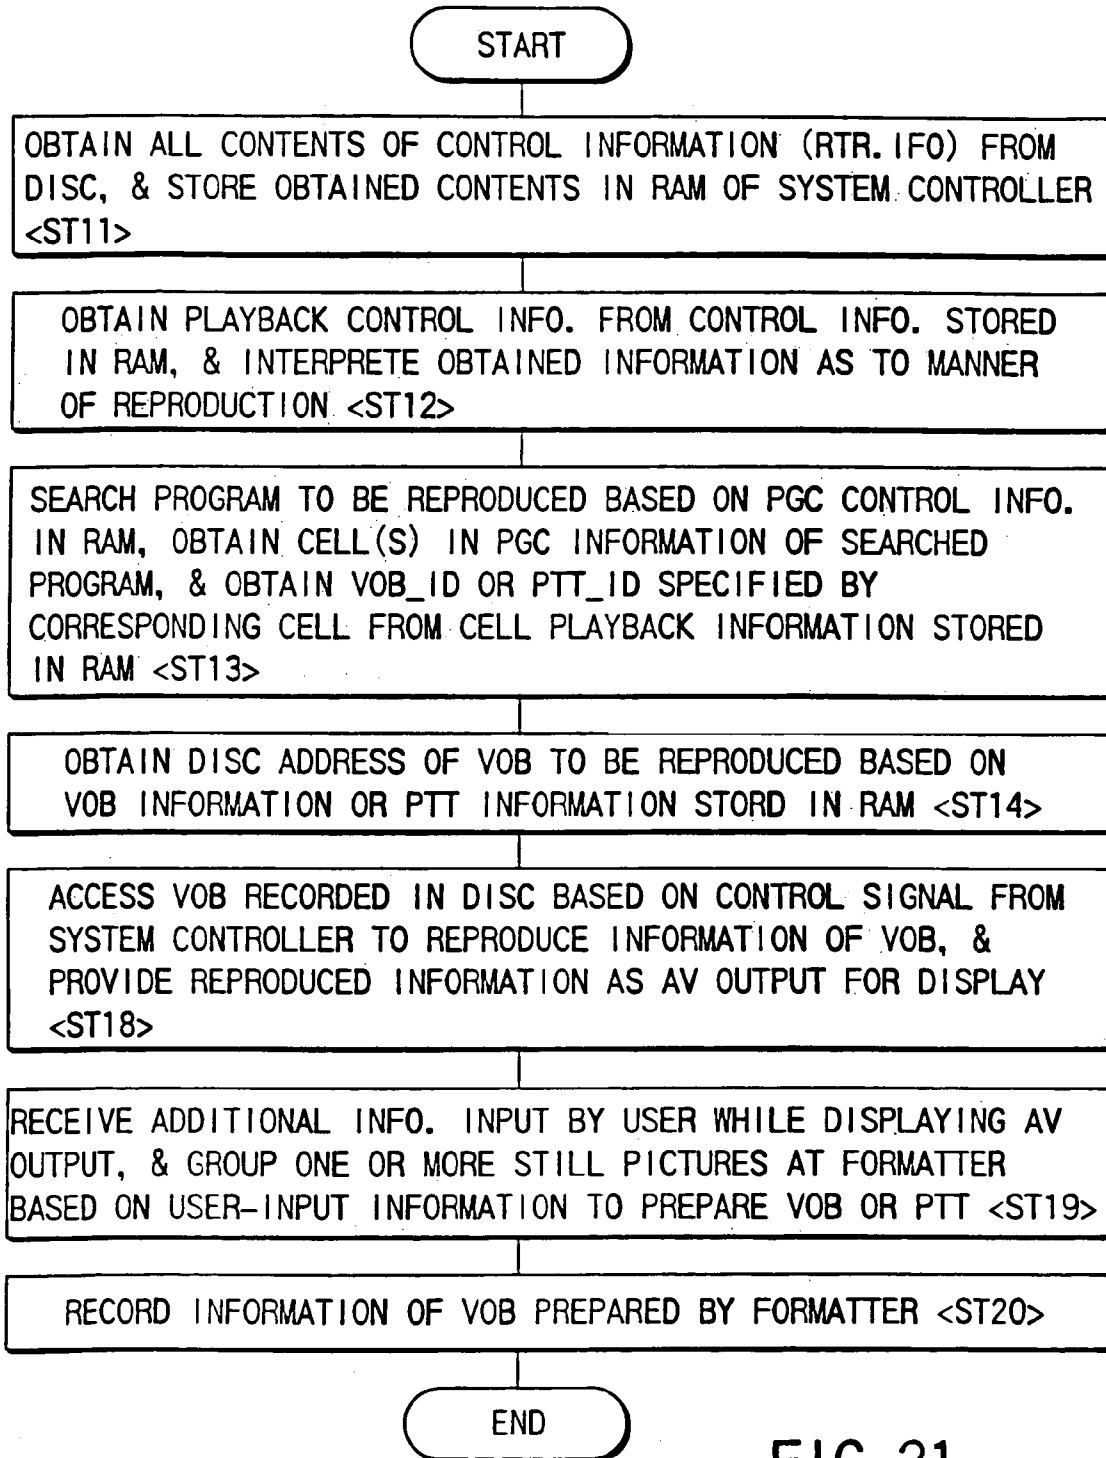 START
OBTAIN ALL CONTENTS OF CONTROL INFORMATION (RTR.IFO) FROM
DISC, & STORE OBTAINED CONTENTS IN RAM OF SYSTEM CONTROLLER
<ST11>
OBTAIN PLAYBACK CONTROL INFO. FROM CONTROL INFO. STORED
IN RAM, & INTERPRETE OBTAINED INFORMATION AS TO MANNER
OF REPRODUCTION <ST12>
SEARCH PROGRAM TO BE REPRODUCED BASED ON PGC CONTROL INFO.
IN RAM, OBTAIN CELL(S) IN PGC INFORMATION OF SEARCHED
PROGRAM, & OBTAIN VOB_ID OR PTT_ID SPECIFIED BY
CORRESPONDING CELL FROM CELL PLAYBACK INFORMATION STORED
IN RAM <ST13>
OBTAIN DISC ADDRESS OF VOB TO BE REPRODUCED BASED ON
VOB INFORMATION OR PTT INFORMATION STORD IN RAM <ST14>
ACCESS VOB RECORDED IN DISC BASED ON CONTROL SIGNAL FROM
SYSTEM CONTROLLER TO REPRODUCE INFORMATION OF VOB, &
PROVIDE REPRODUCED INFORMATION AS AV OUTPUT FOR DISPLAY
<ST18>
RECEIVE ADDITIONAL INFO. INPUT BY USER WHILE DISPLAYING AV
OUTPUT, & GROUP ONE OR MORE STILL PICTURES AT FORMATTER
BASED ON USER-INPUT INFORMATION TO PREPARE VOB OR PTT <ST19>
RECORD INFORMATION OF VOB PREPARED BY FORMATTER <ST20>
END
FIG. 21